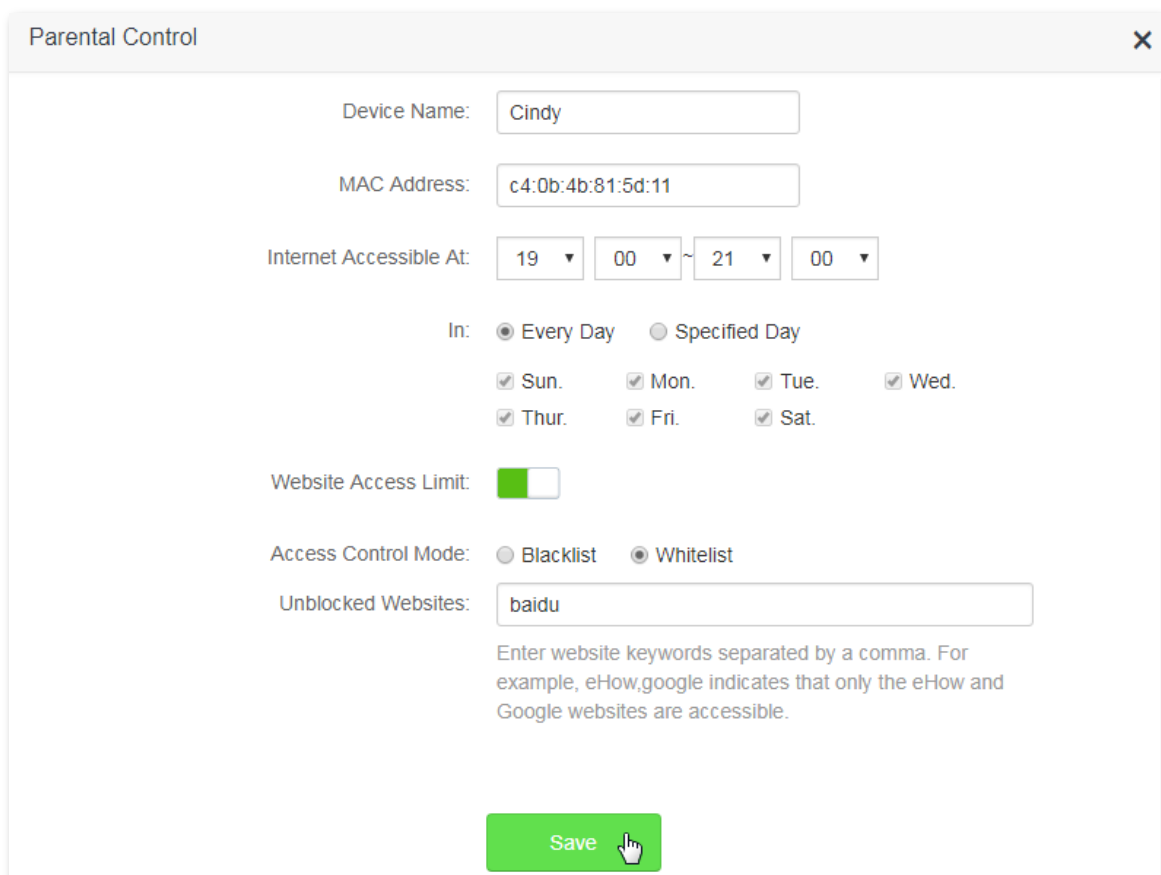 Parental Control
Device Name: Cindy
MAC Address: c4:0b:4b:81:5d:11
Internet Accessible At: 19 00 ~ 21 00
In: Every Day Specified Day
Sun. Mon. Tue. Wed.
Thur. Fri. Sat.
Website Access Limit:
Access Control Mode: Blacklist Whitelist
Unblocked Websites: baidu
Enter website keywords separated by a comma. For
example, eHow,google indicates that only the eHow and
Google websites are accessible.
Save